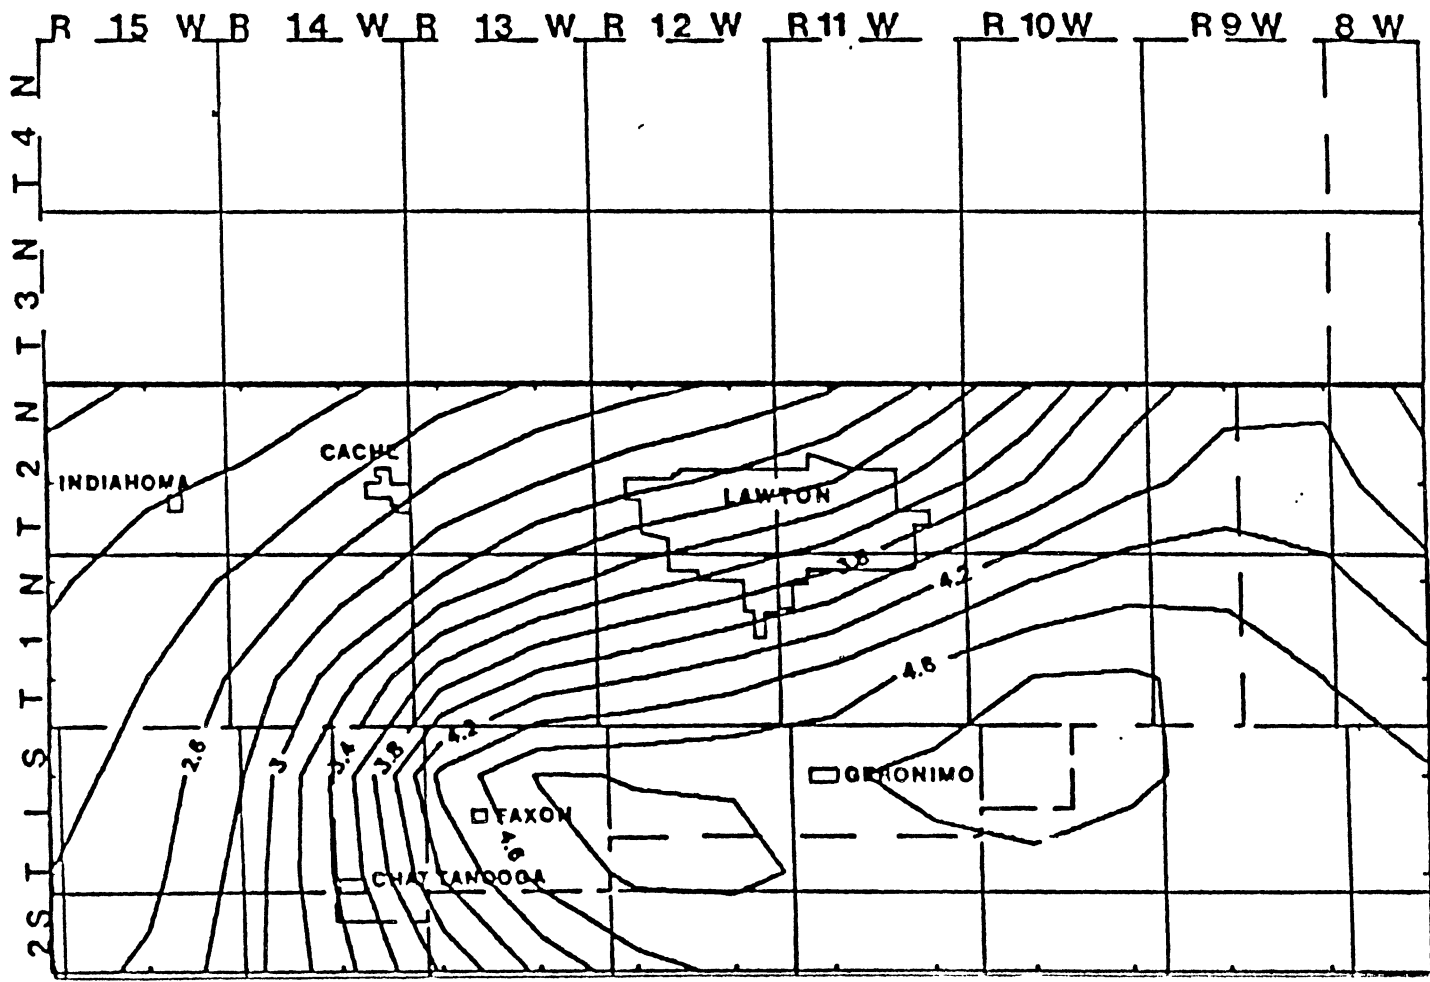 R 15 W R 14 W R 13 W R 12 W R 11 W R 10 W R 9 W 8 W
T 4 N
T 3 N
T 2 N
CACHE
INDIAHOMA
LAWTON
3.8
4.2
T 1 N
4.6
4.2
2.6
3
3.4
3.8
T 1 S
GERONIMO
FAXON
4.6
CHATTANOOGA
2S